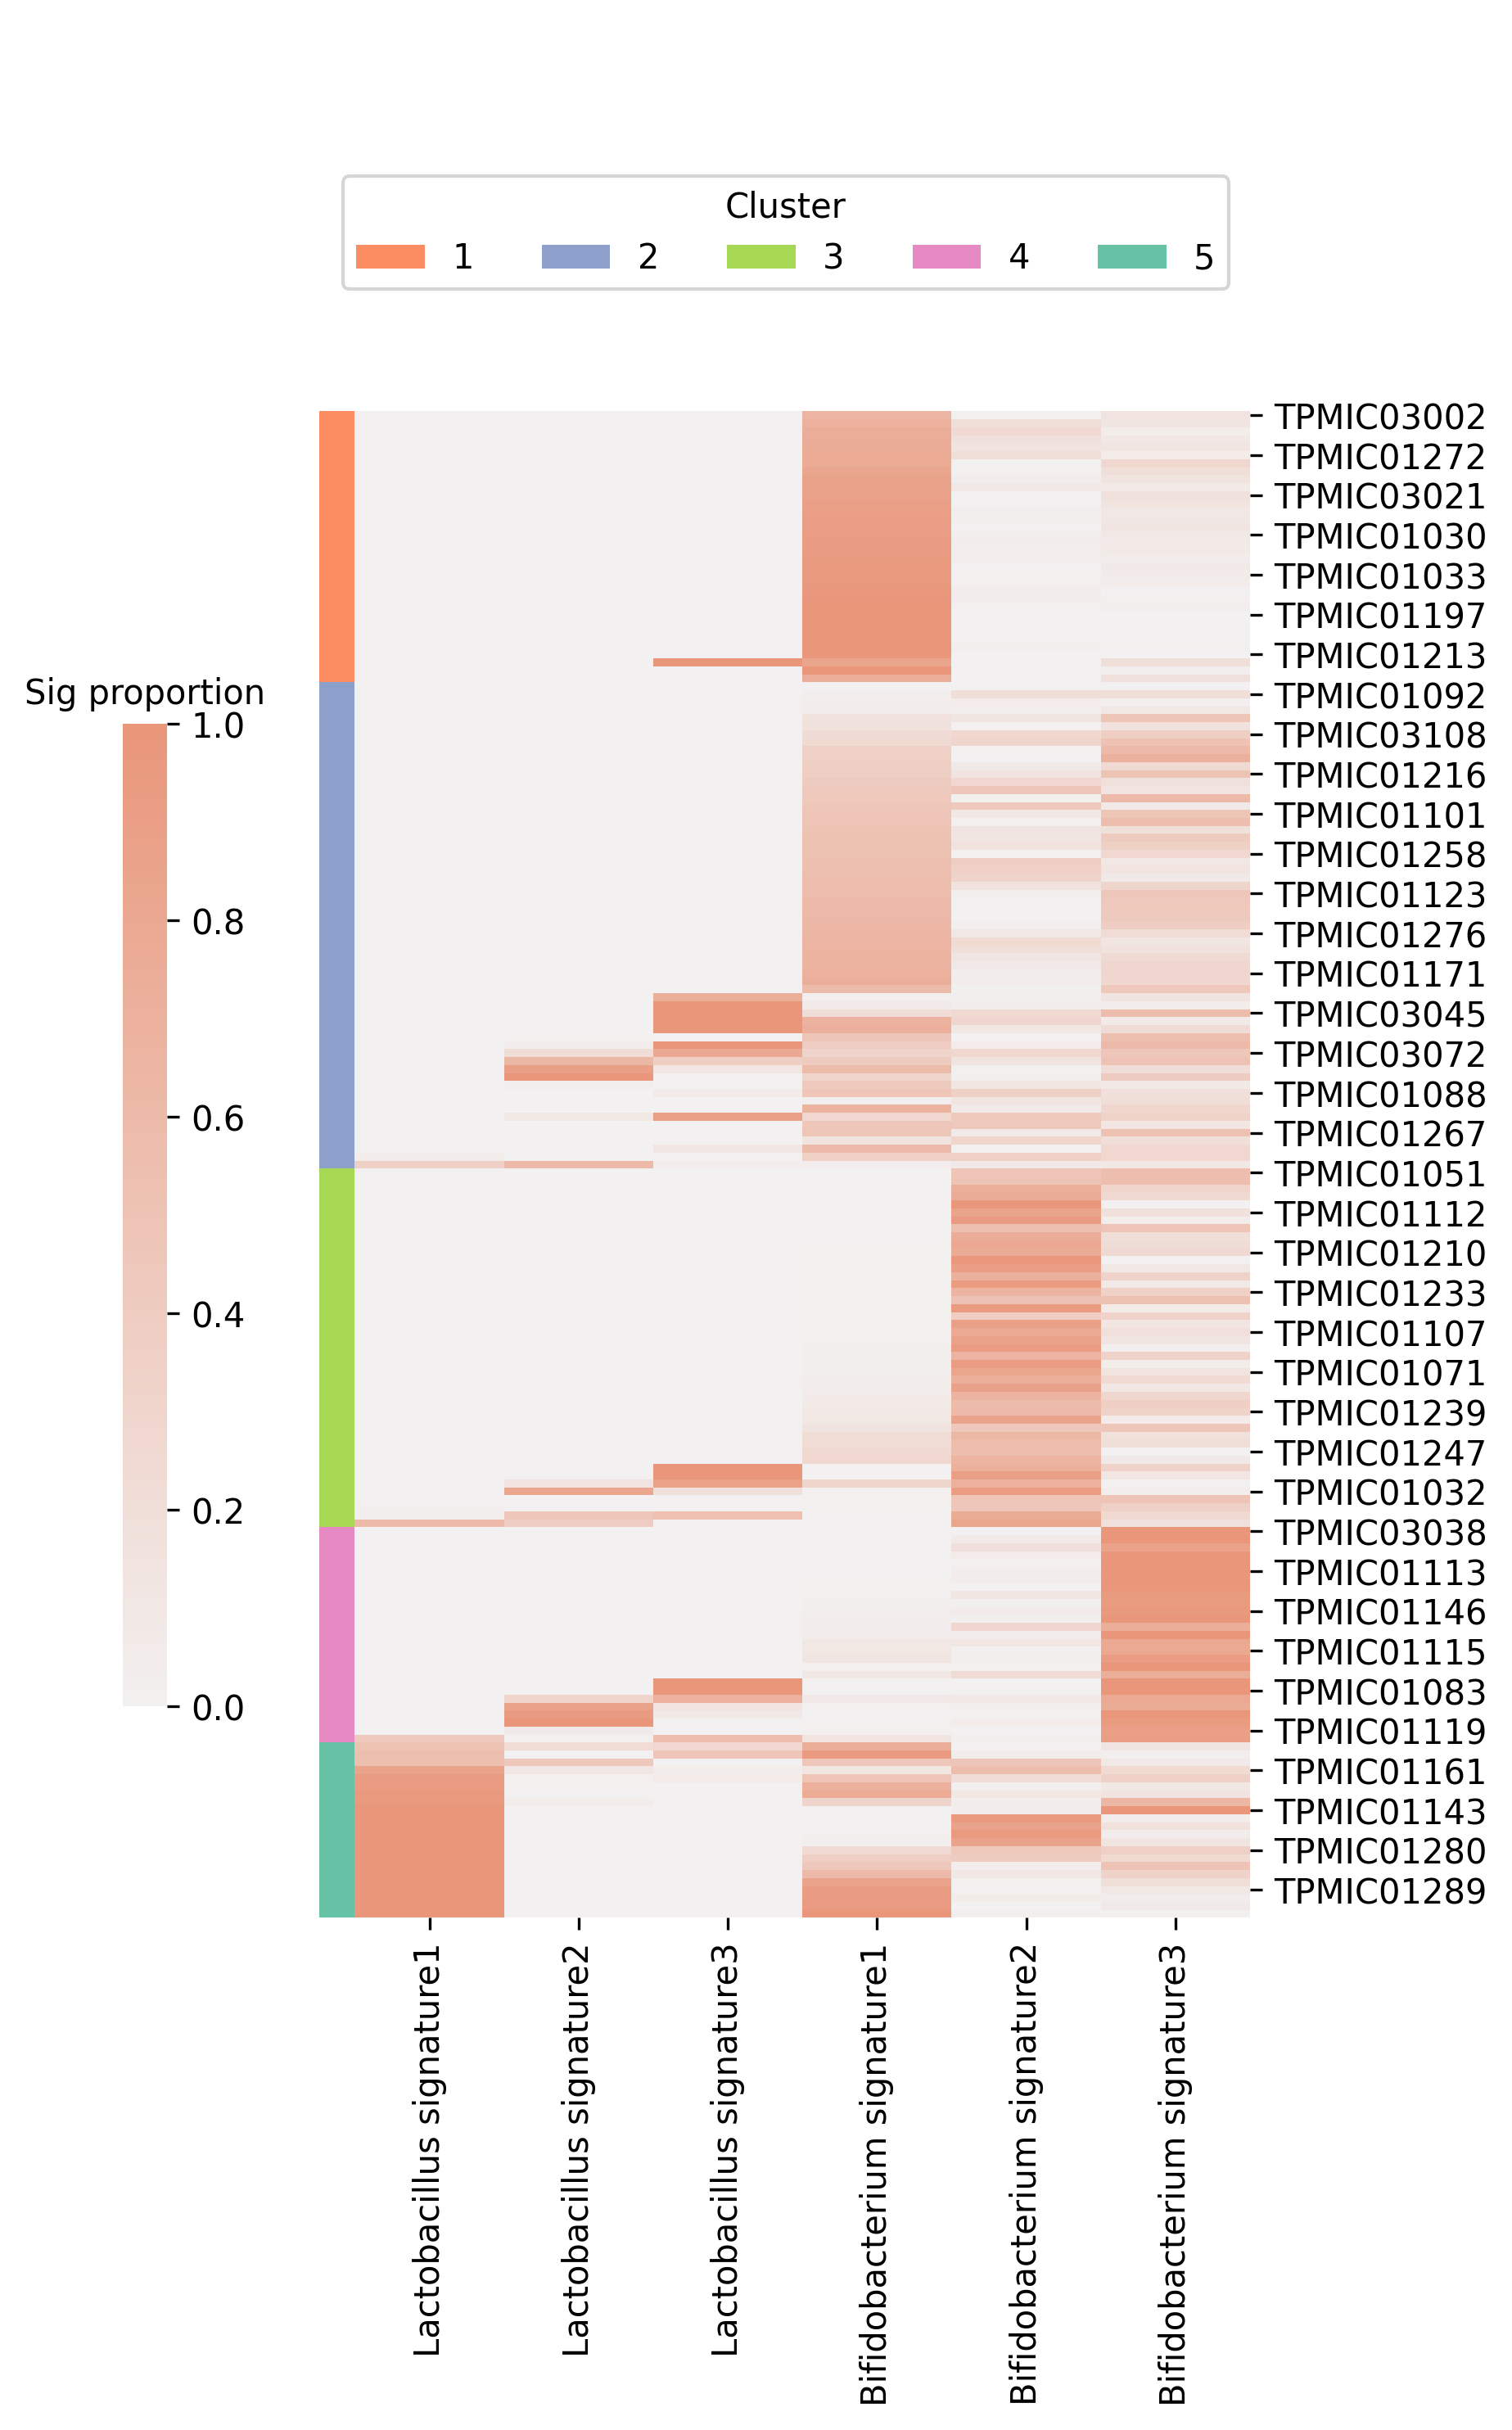 Cluster
1 2 3 4 5
Sig proportion
1.0
0.8
0.6
0.4
0.2
0.0
TPMIC03002
TPMIC01272
TPMIC03021
TPMIC01030
TPMIC01033
TPMIC01197
TPMIC01213
TPMIC01092
TPMIC03108
TPMIC01216
TPMIC01101
TPMIC01258
TPMIC01123
TPMIC01276
TPMIC01171
TPMIC03045
TPMIC03072
TPMIC01088
TPMIC01267
TPMIC01051
TPMIC01112
TPMIC01210
TPMIC01233
TPMIC01107
TPMIC01071
TPMIC01239
TPMIC01247
TPMIC01032
TPMIC03038
TPMIC01113
TPMIC01146
TPMIC01115
TPMIC01083
TPMIC01119
TPMIC01161
TPMIC01143
TPMIC01280
TPMIC01289
Lactobacillus signature1
Lactobacillus signature2
Lactobacillus signature3
Bifidobacterium signature1
Bifidobacterium signature2
Bifidobacterium signature3